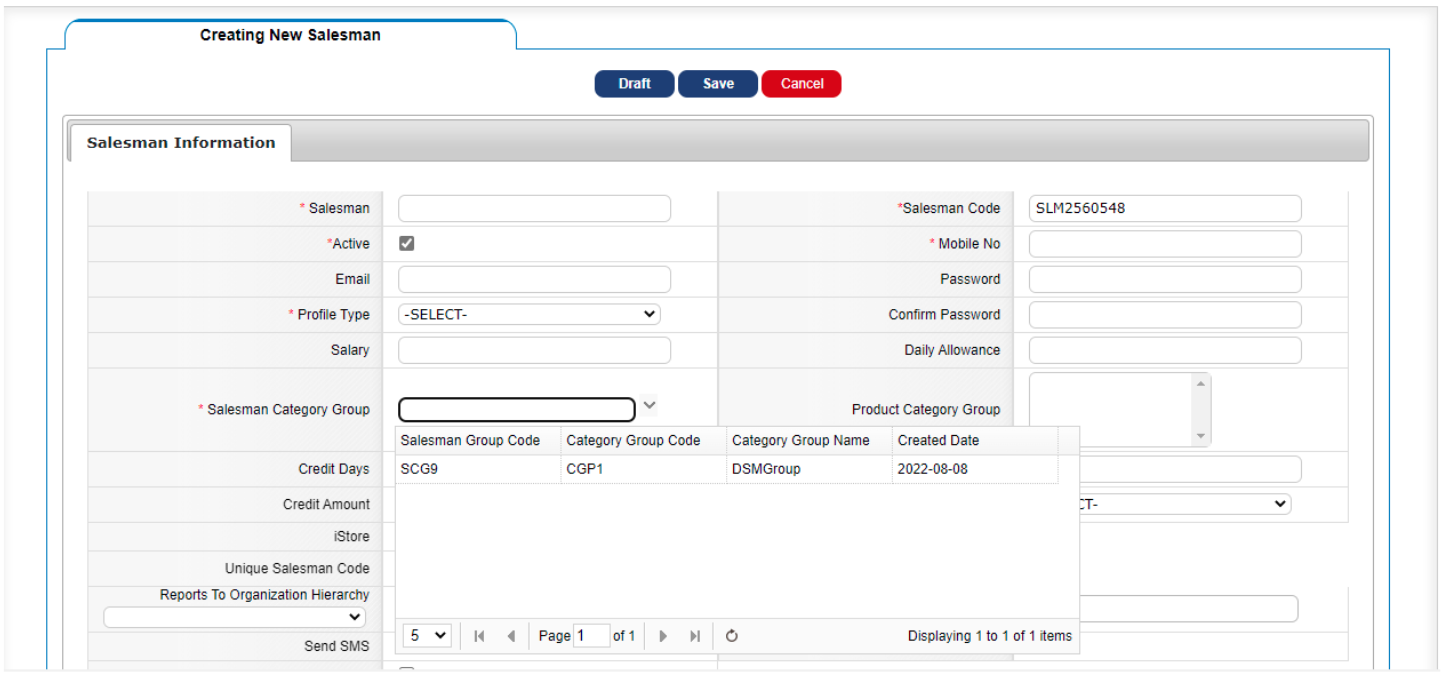 Creating New Salesman
Draft Save Cancel
Salesman Information
* Salesman *Salesman Code SLM2560548
*Active * Mobile No
Email Password
* Profile Type -SELECT- Confirm Password
Salary Daily Allowance
* Salesman Category Group Product Category Group
Salesman Group Code Category Group Code Category Group Name Created Date
Credit Days SCG9 CGP1 DSMGroup 2022-08-08
Credit Amount CT-
iStore
Unique Salesman Code
Reports To Organization Hierarchy
5 Page 1 of 1 Displaying 1 to 1 of 1 items
Send SMS